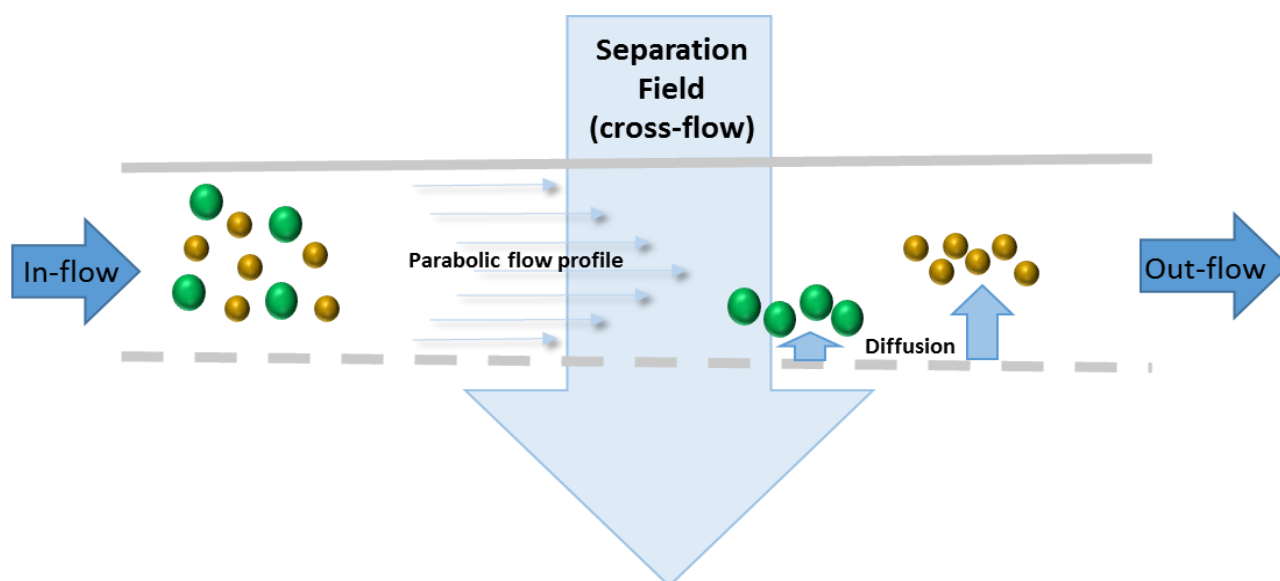 Separation
Field
(cross-flow)
In-flow
Parabolic flow profile
Out-flow
Diffusion